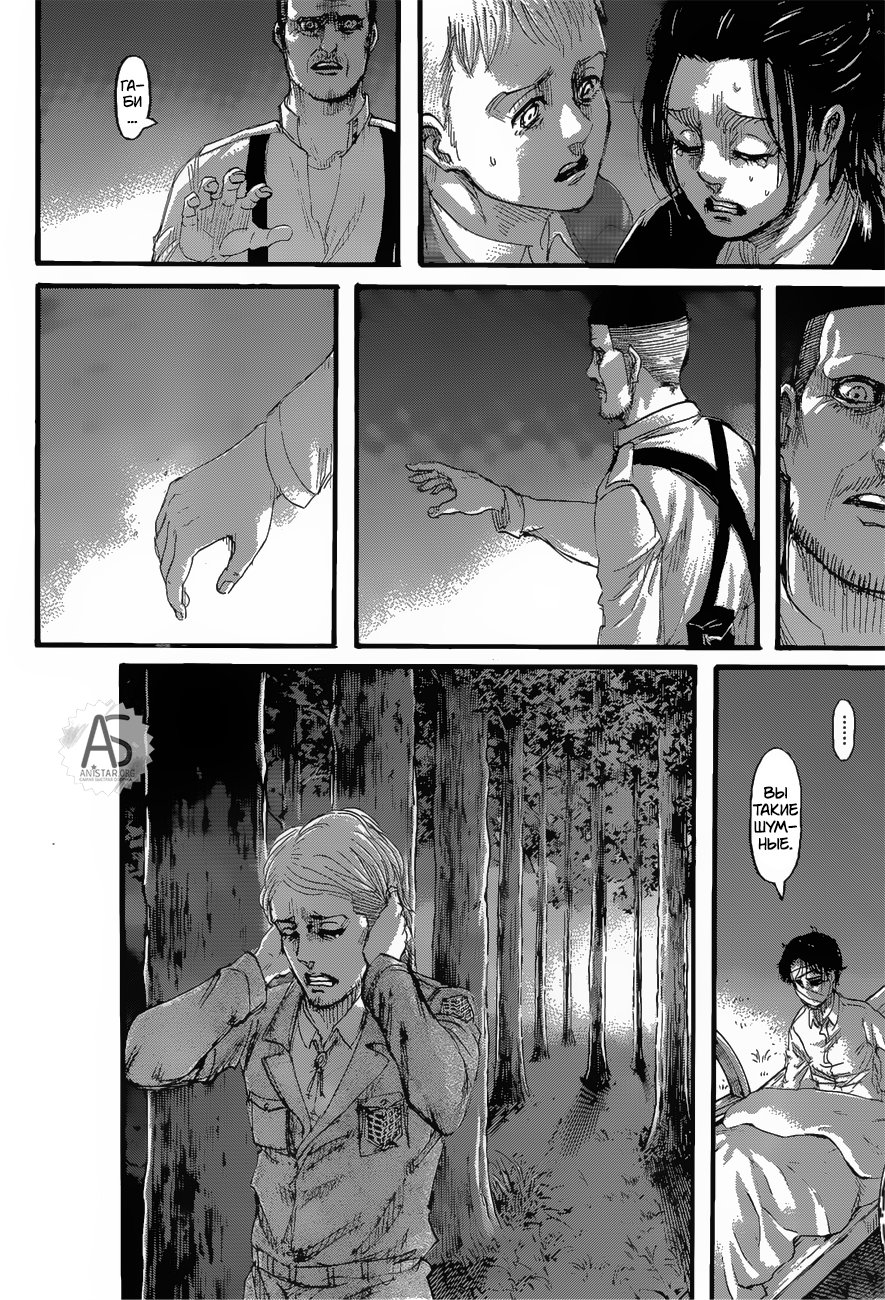 ГА-
БИ
...
.......
ВЫ
ТАКИЕ
ШУМ-
НЫЕ.
AS
ANISTAR.ORG